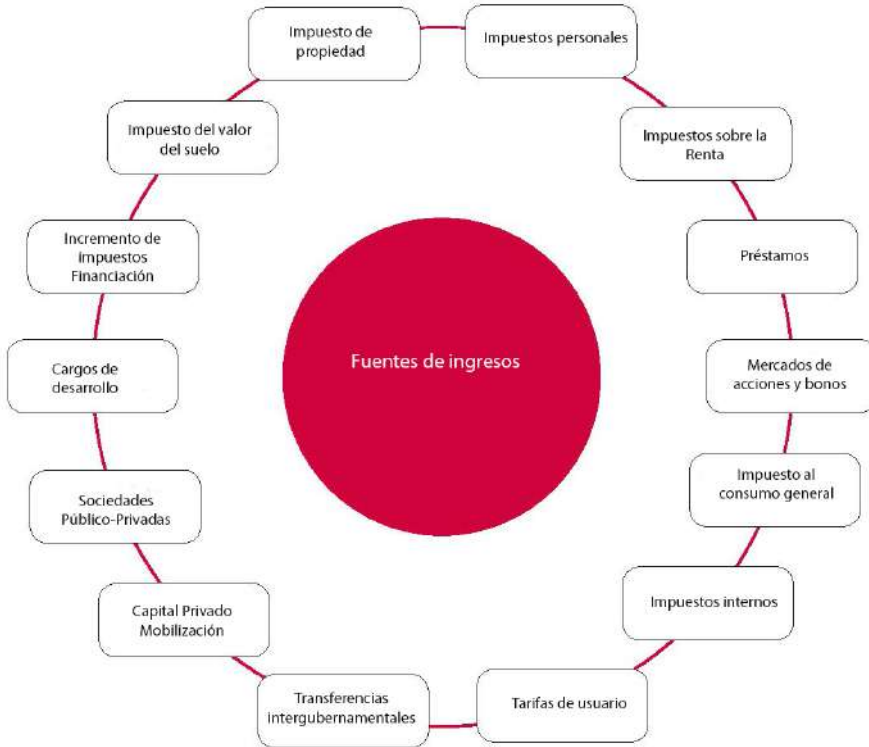 Impuesto de
propiedad
Impuestos personales
Impuestos sobre la
Renta
Préstamos
Mercados de
acciones y bonos
Impuesto al
consumo general
Impuestos internos
Tarifas de usuario
Transferencias
intergubernamentales
Capital Privado
Mobilización
Sociedades
Público-Privadas
Cargos de
desarrollo
Incremento de
impuestos
Financiación
Impuesto del valor
del suelo
Fuentes de ingresos